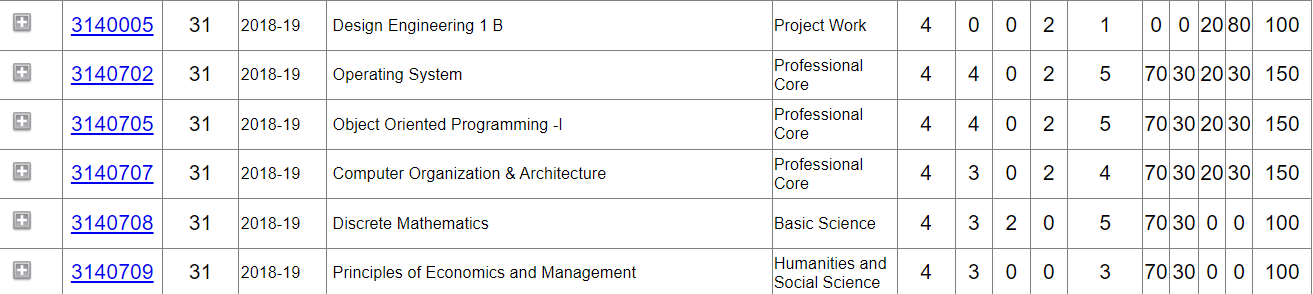 3140005 31 2018-19 Design Engineering 1 B Project Work 4 0 0 2 1 0 0 20 80 100
3140702 31 2018-19 Operating System Professional Core 4 4 0 2 5 70 30 20 30 150
3140705 31 2018-19 Object Oriented Programming -I Professional Core 4 4 0 2 5 70 30 20 30 150
3140707 31 2018-19 Computer Organization & Architecture Professional Core 4 3 0 2 4 70 30 20 30 150
3140708 31 2018-19 Discrete Mathematics Basic Science 4 3 2 0 5 70 30 0 0 100
3140709 31 2018-19 Principles of Economics and Management Humanities and Social Science 4 3 0 0 3 70 30 0 0 100